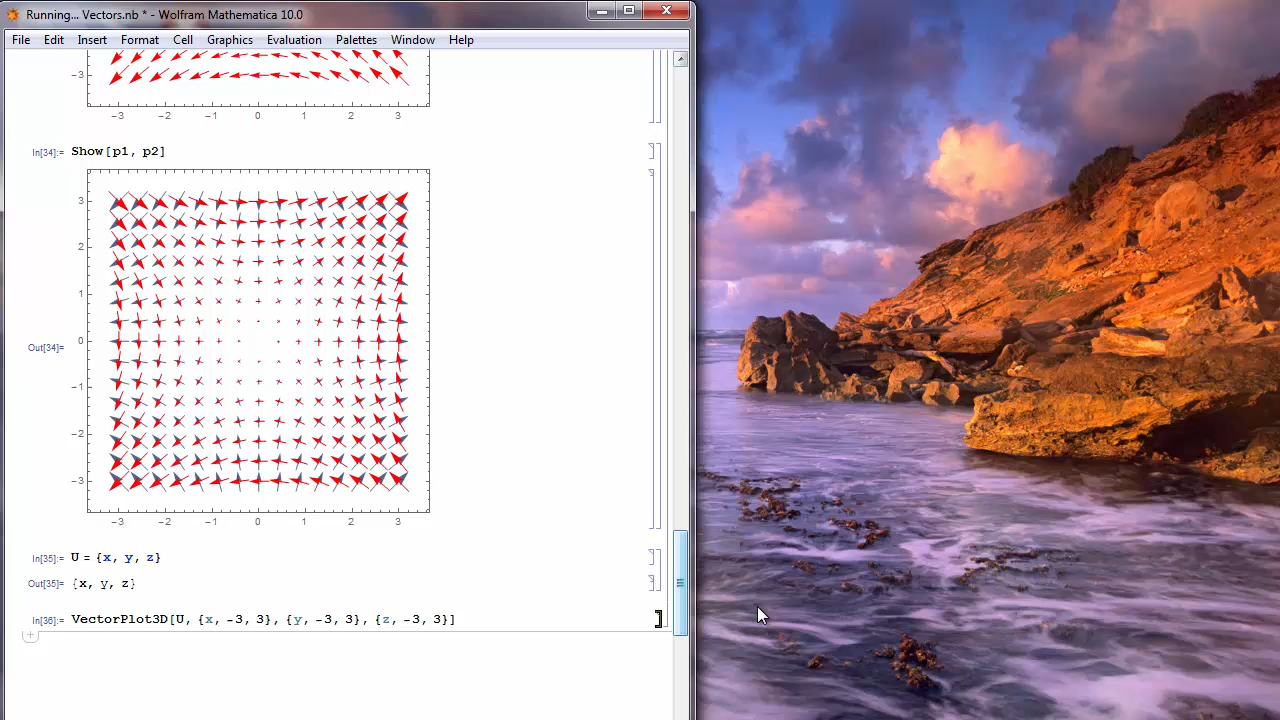 Running... Vectors.nb * - Wolfram Mathematica 10.0
File Edit Insert Format Cell Graphics Evaluation Palettes Window Help
-3
-3 -2 -1 0 1 2 3
In[34]:= Show[p1, p2]
3
2
1
Out[34]= 0
-1
-2
-3
-3 -2 -1 0 1 2 3
In[35]:= U = {x, y, z}
Out[35]= {x, y, z}
In[36]:= VectorPlot3D[U, {x, -3, 3}, {y, -3, 3}, {z, -3, 3}]